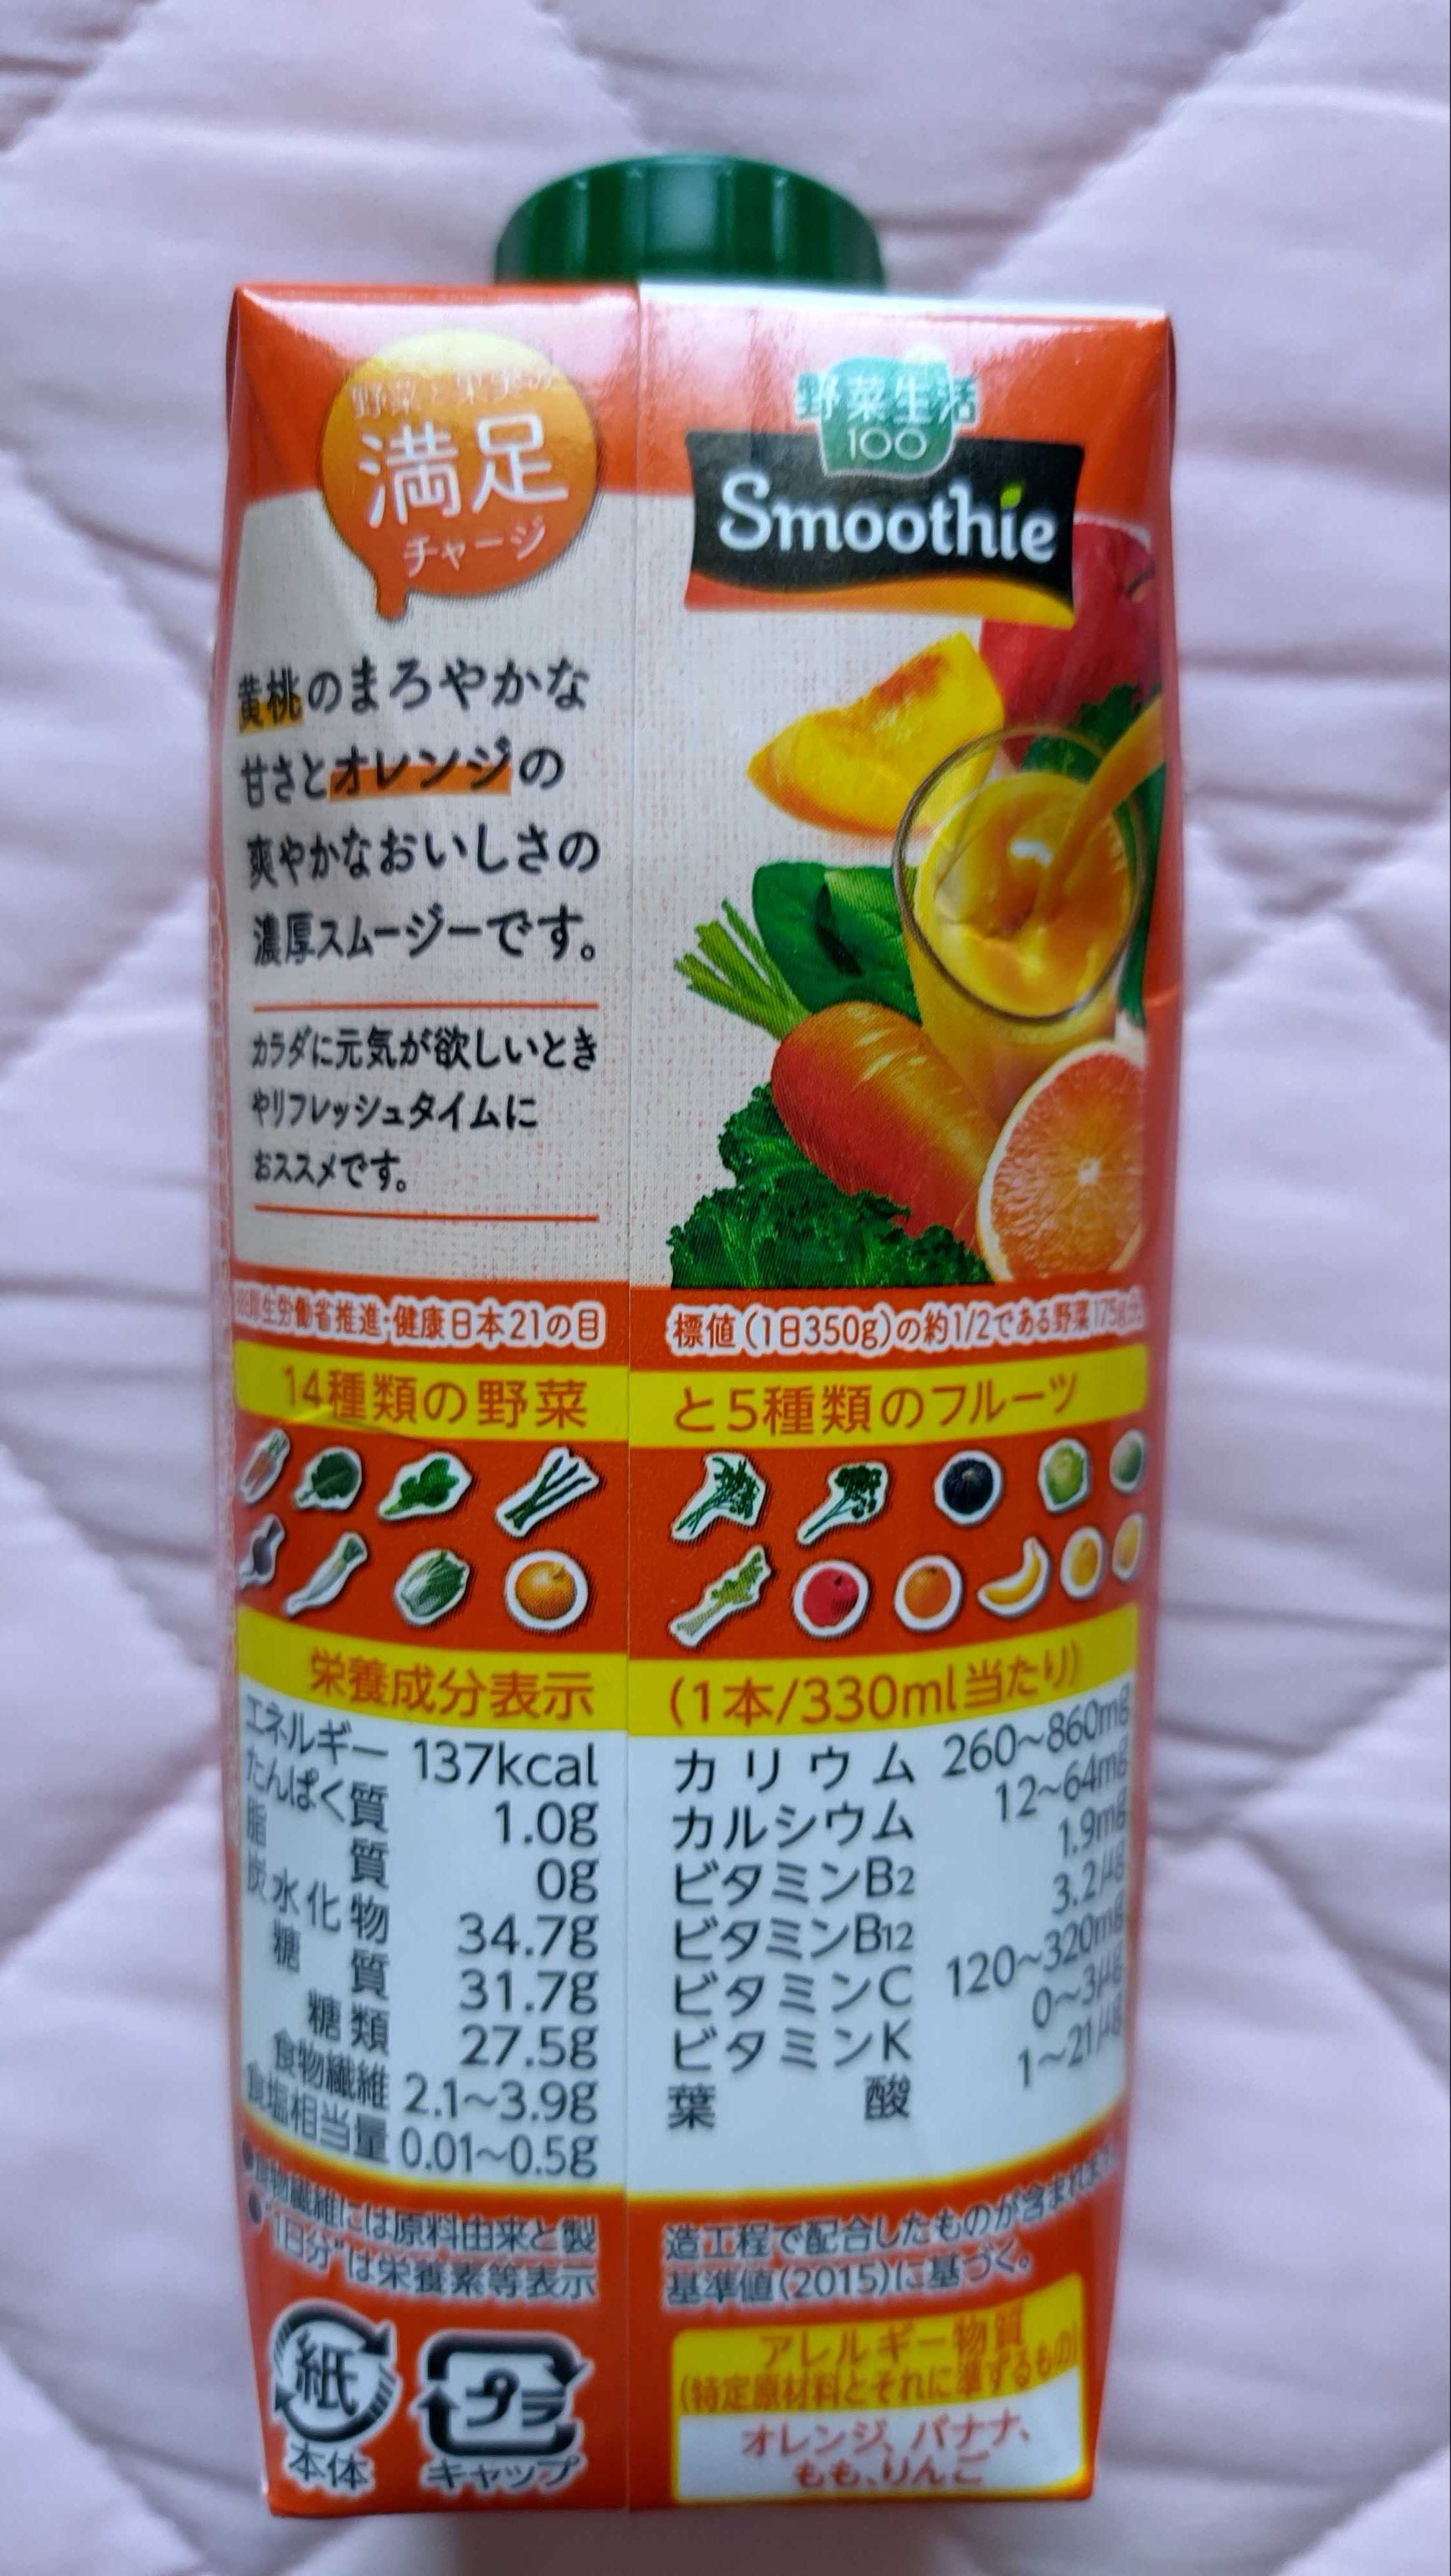 野菜と果実の
満足
チャージ
野菜生活
100
Smoothie
黄桃のまろやかな
甘さとオレンジの
爽やかなおいしさの
濃厚スムージーです。
カラダに元気が欲しいとき
やリフレッシュタイムに
おススメです。
厚生労働省推進・健康日本21の目標値(1日350g)の約1/2である野菜175g分
14種類の野菜と5種類のフルーツ
栄養成分表示(1本/330ml当たり)
エネルギー 137kcal
たんぱく質 1.0g
脂質 0g
炭水化物 34.7g
糖質 31.7g
糖類 27.5g
食物繊維 2.1~3.9g
食塩相当量 0.01~0.5g
カリウム 260~860mg
カルシウム 12~64mg
ビタミンB2 1.9mg
ビタミンB12 3.2μg
ビタミンC 120~320mg
ビタミンK 0~3μg
葉酸 1~21μg
●食物繊維には原料由来と製造工程で配合したものが含まれます。
●"1日分"は栄養素等表示基準値(2015)に基づく。
紙
本体
プラ
キャップ
アレルギー物質
(特定原材料とそれに準ずるもの)
オレンジ、バナナ、
もも、りんご